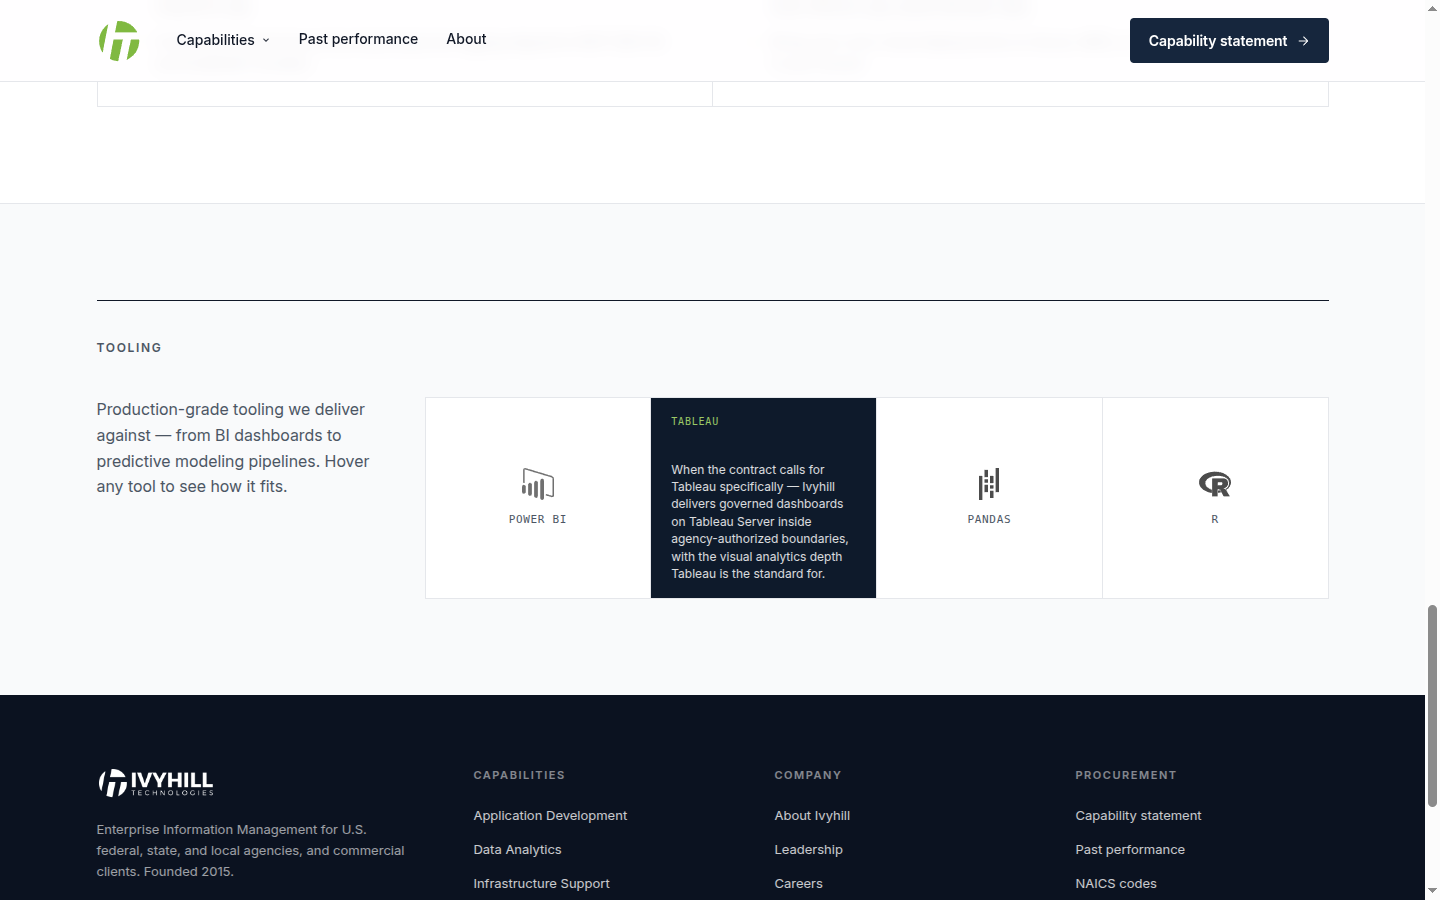 Capabilities
Past performance
About
Capability statement
TOOLING
Production-grade tooling we deliver
against — from BI dashboards to
predictive modeling pipelines. Hover
any tool to see how it fits.
POWER BI
TABLEAU
When the contract calls for
Tableau specifically — Ivyhill
delivers governed dashboards
on Tableau Server inside
agency-authorized boundaries,
with the visual analytics depth
Tableau is the standard for.
PANDAS
R
IVYHILL
TECHNOLOGIES
Enterprise Information Management for U.S.
federal, state, and local agencies, and commercial
clients. Founded 2015.
CAPABILITIES
Application Development
Data Analytics
Infrastructure Support
COMPANY
About Ivyhill
Leadership
Careers
PROCUREMENT
Capability statement
Past performance
NAICS codes